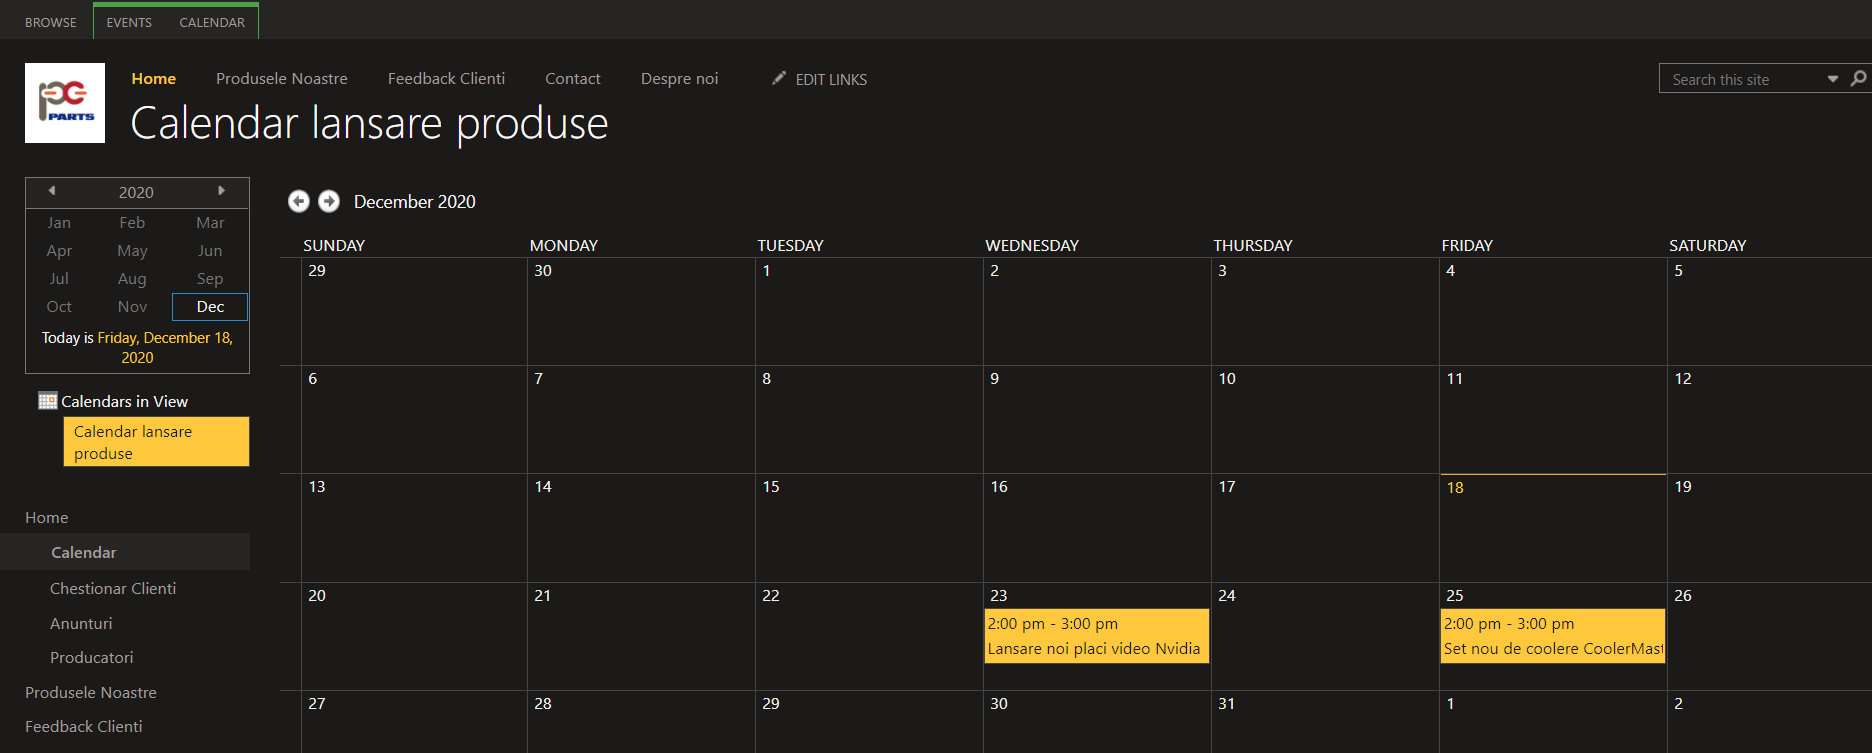 BROWSE EVENTS CALENDAR
PC PARTS
Home Produsele Noastre Feedback Clienti Contact Despre noi EDIT LINKS
Search this site
Calendar lansare produse
2020
Jan Feb Mar
Apr May Jun
Jul Aug Sep
Oct Nov Dec
Today is Friday, December 18,
2020
Calendars in View
Calendar lansare
produse
Home
Calendar
Chestionar Clienti
Anunturi
Producatori
Produsele Noastre
Feedback Clienti
December 2020
SUNDAY MONDAY TUESDAY WEDNESDAY THURSDAY FRIDAY SATURDAY
29 30 1 2 3 4 5
6 7 8 9 10 11 12
13 14 15 16 17 18 19
20 21 22 23 24 25 26
2:00 pm - 3:00 pm 2:00 pm - 3:00 pm
Lansare noi placi video Nvidia Set nou de coolere CoolerMast
27 28 29 30 31 1 2